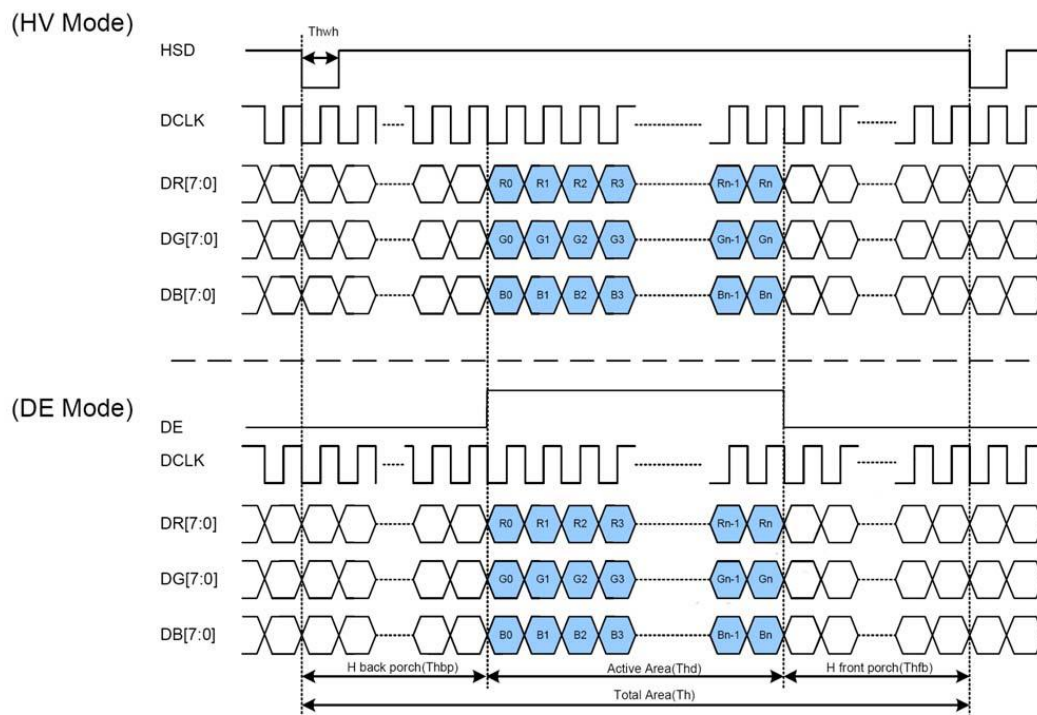 (HV Mode)
Thwh
HSD
DCLK
DR[7:0] R0 R1 R2 R3 Rn-1 Rn
DG[7:0] G0 G1 G2 G3 Gn-1 Gn
DB[7:0] B0 B1 B2 B3 Bn-1 Bn
(DE Mode)
DE
DCLK
DR[7:0] R0 R1 R2 R3 Rn-1 Rn
DG[7:0] G0 G1 G2 G3 Gn-1 Gn
DB[7:0] B0 B1 B2 B3 Bn-1 Bn
H back porch(Thbp) Active Area(Thd) H front porch(Thfb)
Total Area(Th)